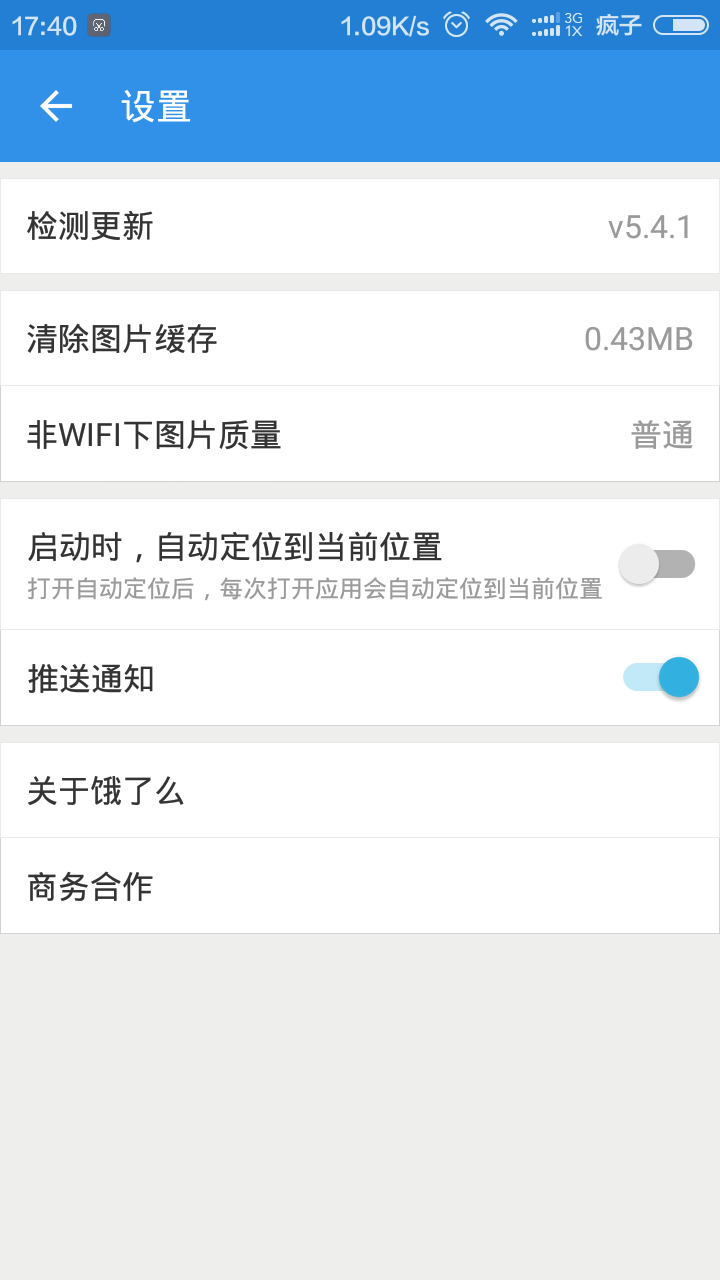 17:40 1.09K/s 3G 1X 疯子
设置
检测更新 v5.4.1
清除图片缓存 0.43MB
非WIFI下图片质量 普通
启动时，自动定位到当前位置
打开自动定位后，每次打开应用会自动定位到当前位置
推送通知
关于饿了么
商务合作